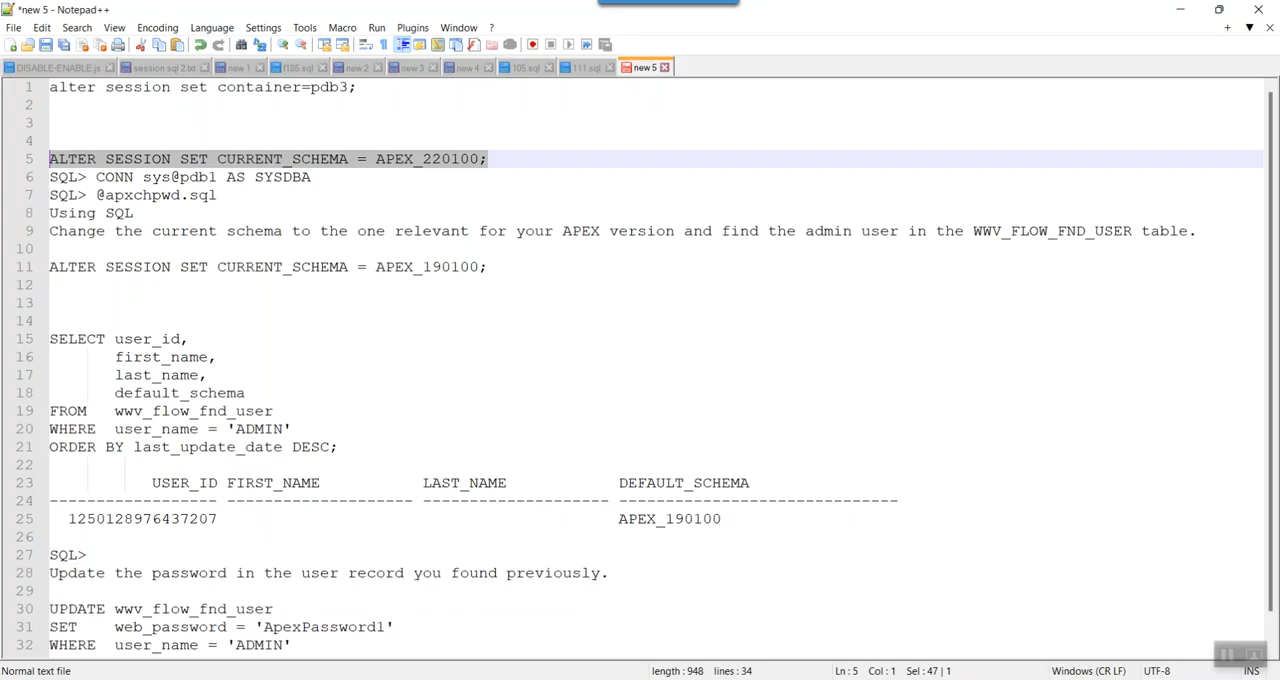 *new 5 - Notepad++
File Edit Search View Encoding Language Settings Tools Macro Run Plugins Window ?
DISABLE-ENABLE.js session sql 2.txt new 1 f185.sql new 2 new 3 new 4 105.sql 111.sql new 5
1 alter session set container=pdb3;
2
3
4
5 ALTER SESSION SET CURRENT_SCHEMA = APEX_220100;
6 SQL> CONN sys@pdb1 AS SYSDBA
7 SQL> @apxchpwd.sql
8 Using SQL
9 Change the current schema to the one relevant for your APEX version and find the admin user in the WWV_FLOW_FND_USER table.
10
11 ALTER SESSION SET CURRENT_SCHEMA = APEX_190100;
12
13
14
15 SELECT user_id,
16 first_name,
17 last_name,
18 default_schema
19 FROM wwv_flow_fnd_user
20 WHERE user_name = 'ADMIN'
21 ORDER BY last_update_date DESC;
22
23 USER_ID FIRST_NAME LAST_NAME DEFAULT_SCHEMA
24 ------------------ -------------------- -------------------- ------------------------------
25 1250128976437207 APEX_190100
26
27 SQL>
28 Update the password in the user record you found previously.
29
30 UPDATE wwv_flow_fnd_user
31 SET web_password = 'ApexPassword1'
32 WHERE user_name = 'ADMIN'
Normal text file length : 948 lines : 34 Ln : 5 Col : 1 Sel : 47 | 1 Windows (CR LF) UTF-8 INS